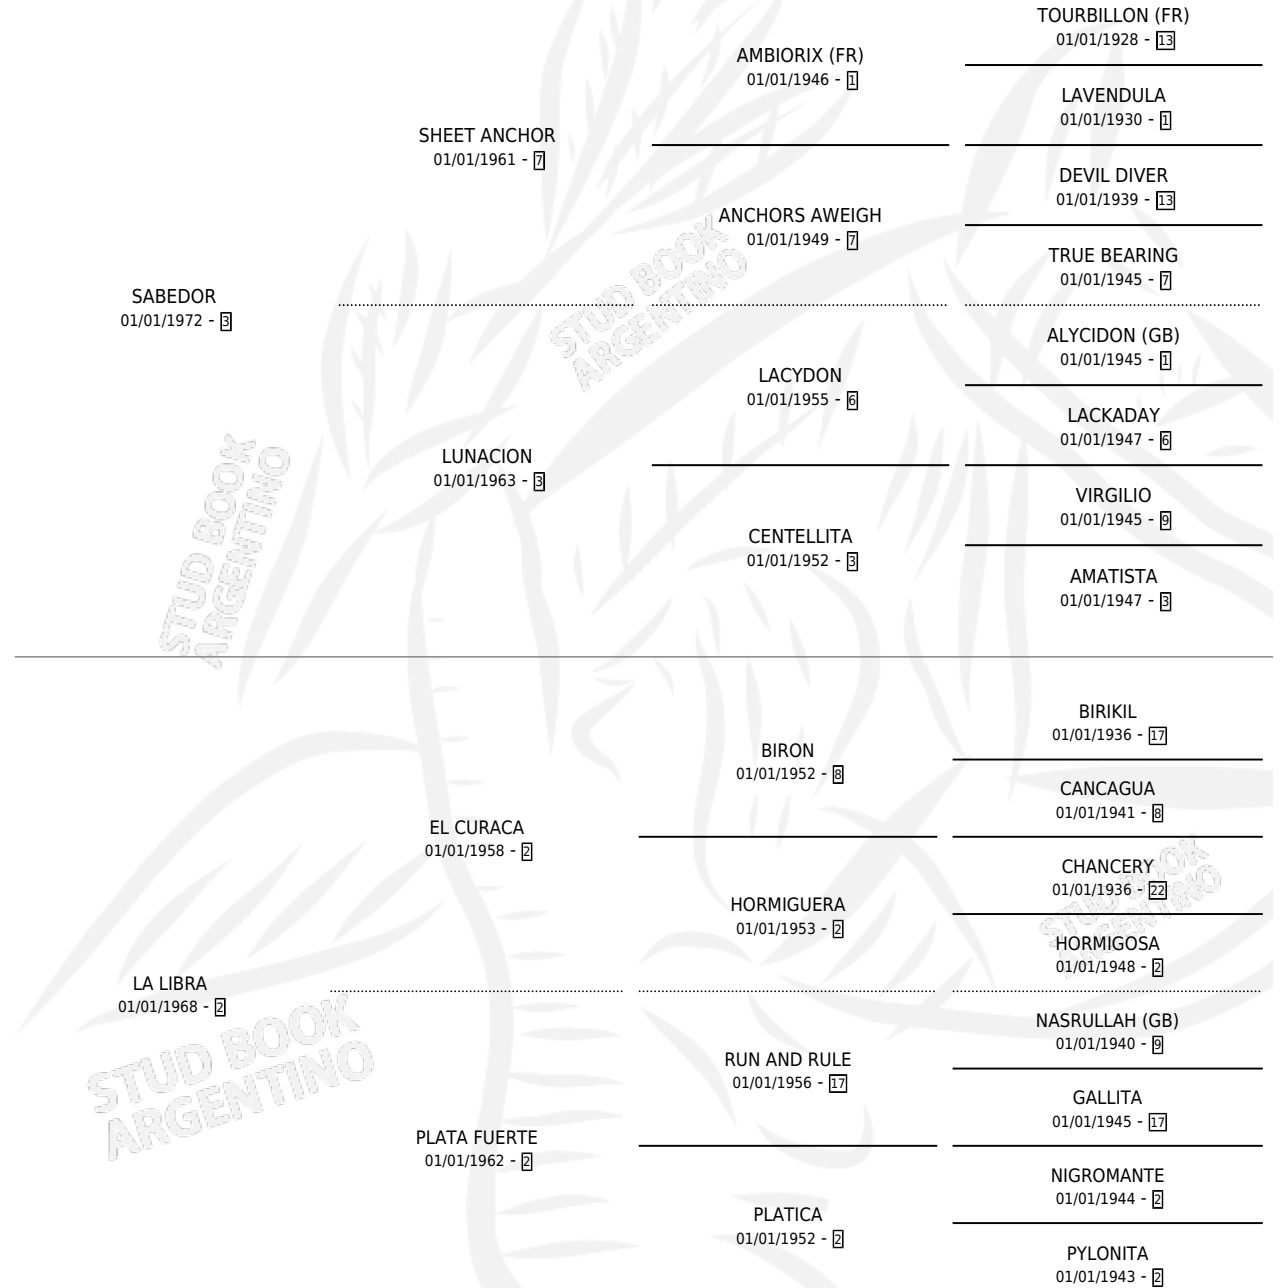 TOURBILLON (FR)
01/01/1928 - 13
AMBIORIX (FR)
01/01/1946 - 1
LAVENDULA
01/01/1930 - 1
SHEET ANCHOR
01/01/1961 - 7
DEVIL DIVER
01/01/1939 - 13
ANCHORS AWEIGH
01/01/1949 - 7
TRUE BEARING
01/01/1945 - 7
SABEDOR
01/01/1972 - 3
STUD BOOK
ARGENTINO
ALYCIDON (GB)
01/01/1945 - 1
LACYDON
01/01/1955 - 6
LACKADAY
01/01/1947 - 6
LUNACION
01/01/1963 - 3
STUD BOOK
ARGENTINO
VIRGILIO
01/01/1945 - 9
CENTELLITA
01/01/1952 - 3
AMATISTA
01/01/1947 - 3
BIRIKIL
01/01/1936 - 17
BIRON
01/01/1952 - 8
CANCAGUA
01/01/1941 - 8
EL CURACA
01/01/1958 - 2
CHANCERY
01/01/1936 - 22
STUD BOOK
ARGENTINO
HORMIGUERA
01/01/1953 - 2
HORMIGOSA
01/01/1948 - 2
LA LIBRA
01/01/1968 - 2
STUD BOOK
ARGENTINO
NASRULLAH (GB)
01/01/1940 - 9
RUN AND RULE
01/01/1956 - 17
GALLITA
01/01/1945 - 17
PLATA FUERTE
01/01/1962 - 2
NIGROMANTE
01/01/1944 - 2
PLATICA
01/01/1952 - 2
PYLONITA
01/01/1943 - 2